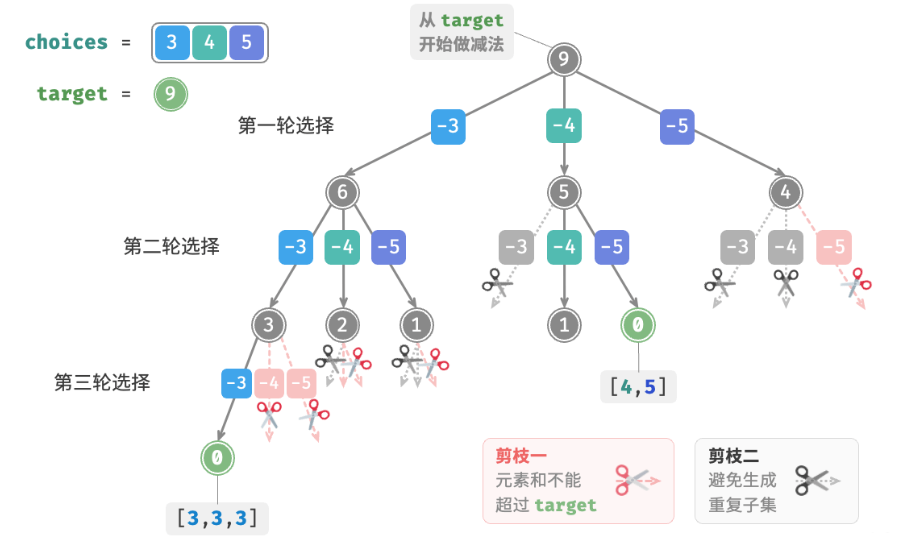 从 target
开始做减法
choices = 3 4 5
target = 9
9
第一轮选择
-3 -4 -5
6 5 4
第二轮选择
-3 -4 -5 -3 -4 -5 -3 -4 -5
3 2 1 1 0
第三轮选择
-3 -4 -5
[4,5]
0
[3,3,3]
剪枝一
元素和不能
超过 target
剪枝二
避免生成
重复子集